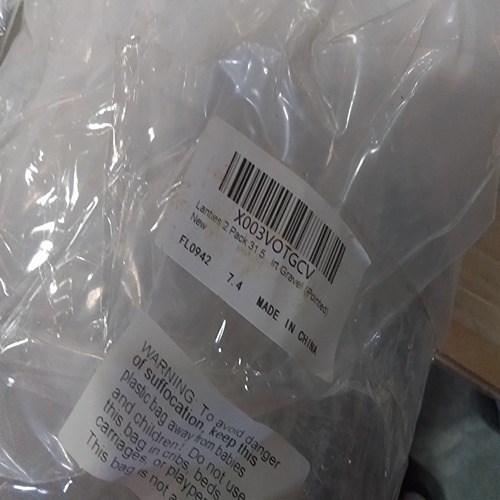 X003VOTGCV
Lanties 2 Pack 31.5 in Gravel (Pointed)
New
FL0942 7.4 MADE IN CHINA
WARNING: To avoid danger
of suffocation, keep this
plastic bag away from babies
and children! Do not use
this bag in cribs, beds,
carriages or playpens
This bag is not a